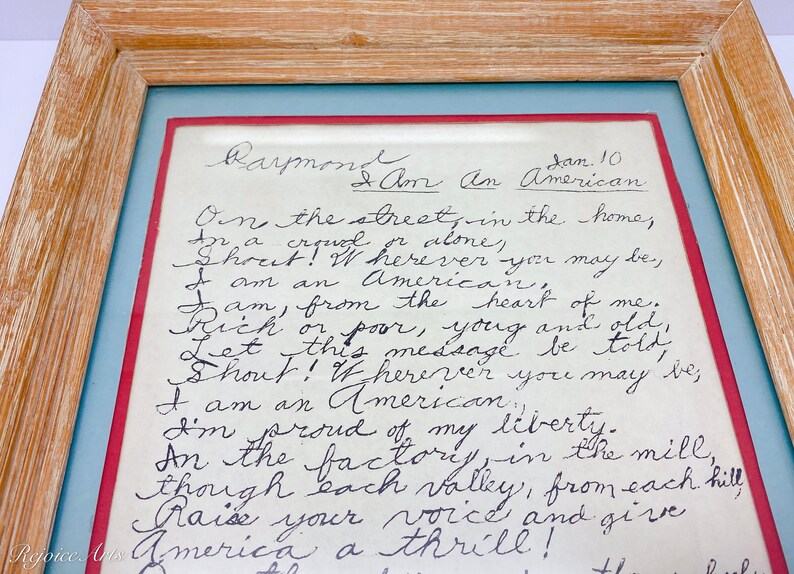 Raymond Jan. 10
I Am An American
On the street, in the home,
In a crowd or alone,
Shout! Wherever you may be,
I am an American,
I am, from the heart of me.
Rich or poor, youg and old,
Let this message be told,
Shout! Wherever you may be,
I am an American,
I'm proud of my liberty.
In the factory, in the mill,
though each valley, from each hill,
Raise your voice and give
America a thrill!
RejoiceArts